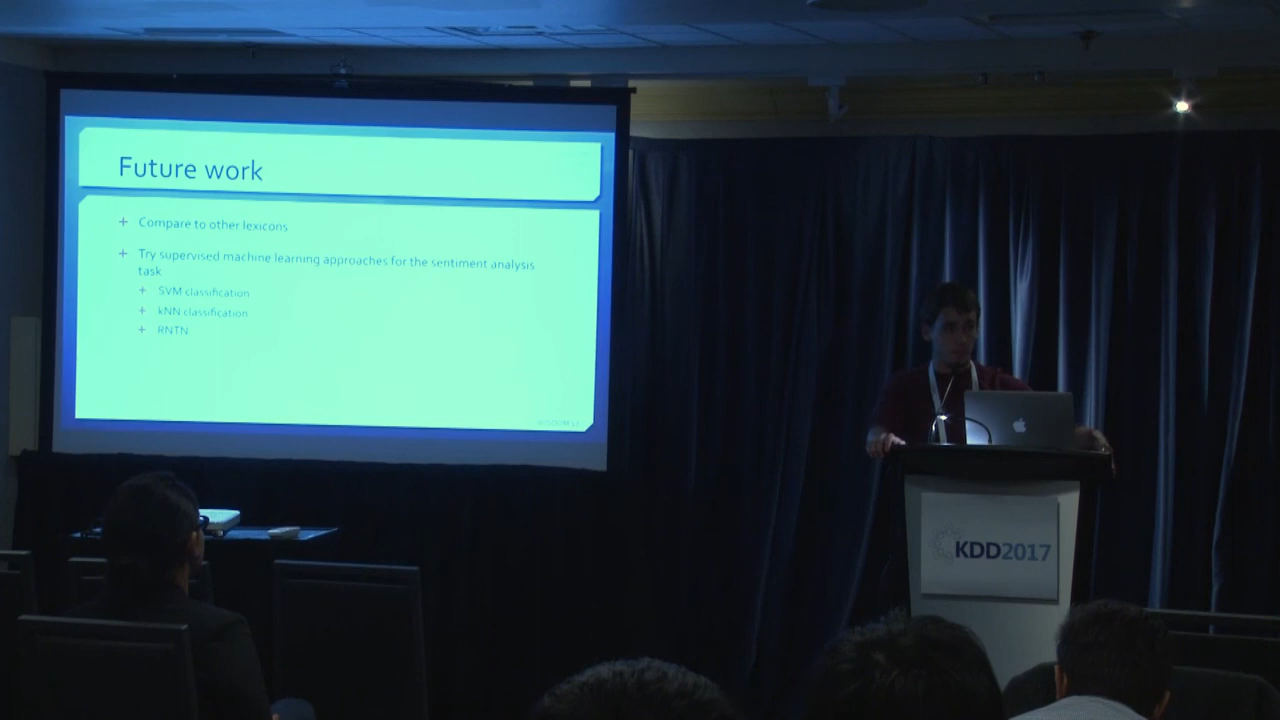 Future work
+ Compare to other lexicons
+ Try supervised machine learning approaches for the sentiment analysis
task
+ SVM classification
+ kNN classification
+ RNTN
KDD2017